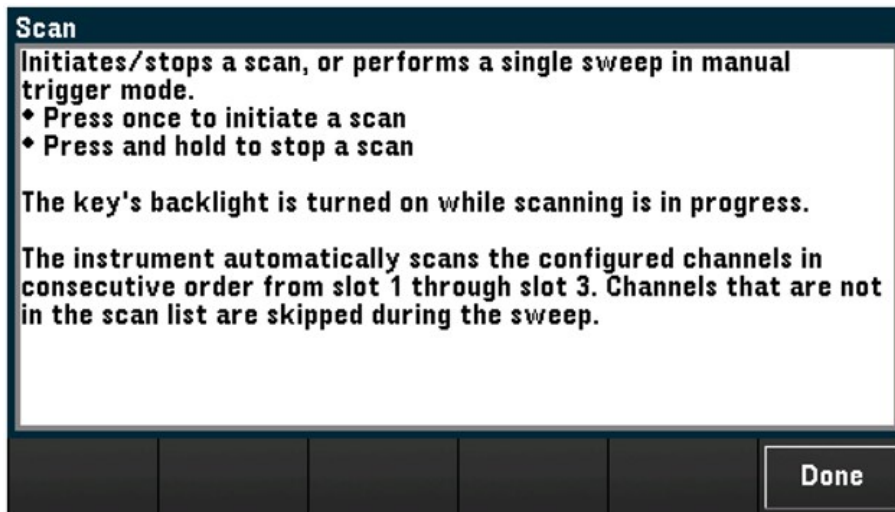 Scan
Initiates/stops a scan, or performs a single sweep in manual
trigger mode.
◆ Press once to initiate a scan
◆ Press and hold to stop a scan
The key's backlight is turned on while scanning is in progress.
The instrument automatically scans the configured channels in
consecutive order from slot 1 through slot 3. Channels that are not
in the scan list are skipped during the sweep.
Done